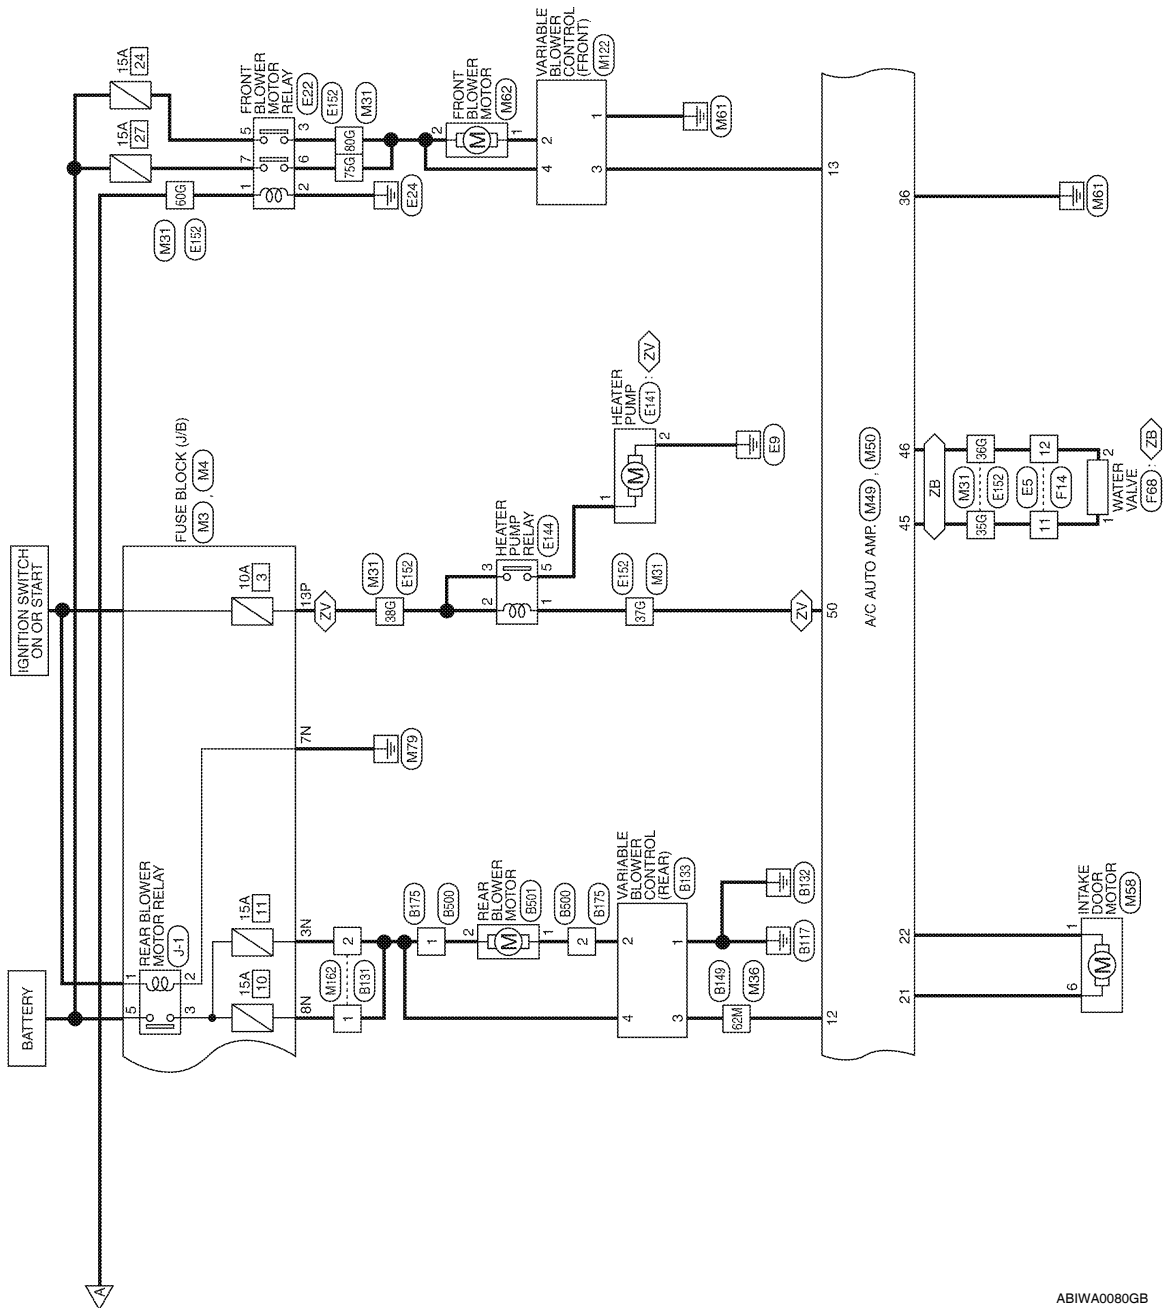 BATTERY
IGNITION SWITCH
ON OR START
A
REAR BLOWER
MOTOR RELAY
J-1
5
1
3
2
15A
10
15A
11
8N
3N
7N
M79
FUSE BLOCK (J/B)
M3 , M4
10A
3
13P
ZV
M31
E152
60G
M31
E152
15A
27
15A
24
FRONT
BLOWER
MOTOR
RELAY
E22
1
7
5
2
6
3
E24
75G
80G
E152
M31
FRONT
BLOWER
MOTOR
M62
2
M
1
VARIABLE
BLOWER
CONTROL
(FRONT)
M122
4
2
3
1
M61
38G
M31
E152
HEATER
PUMP
RELAY
E144
2
3
1
5
HEATER
PUMP
E141 : ZV
1
M
2
E9
37G
E152
M31
ZV
M162
B131
1
2
B175
B500
1
REAR
BLOWER
MOTOR
B501
2
M
1
B500
B175
2
VARIABLE
BLOWER
CONTROL
(REAR)
B133
4
2
3
1
B117
B132
B149
M36
62M
12
50
13
A/C AUTO AMP. M49 , M50
21
22
45
46
36
M61
ZB
35G
36G
M31
E152
11
12
E5
F14
1
2
WATER
VALVE
F68 : ZB
6
M
1
INTAKE
DOOR
MOTOR
M58
ABIWA0080GB